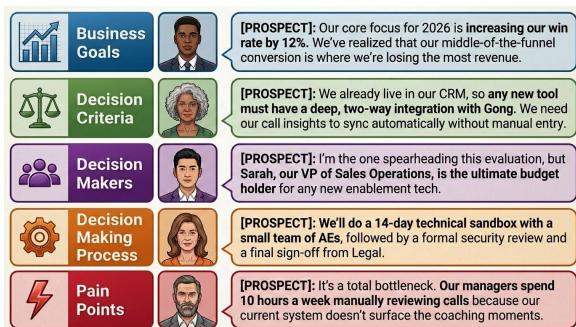 Business
Goals
[PROSPECT]: Our core focus for 2026 is increasing our win
rate by 12%. We've realized that our middle-of-the-funnel
conversion is where we're losing the most revenue.
Decision
Criteria
[PROSPECT]: We already live in our CRM, so any new tool
must have a deep, two-way integration with Gong. We need
our call insights to sync automatically without manual entry.
Decision
Makers
[PROSPECT]: I'm the one spearheading this evaluation, but
Sarah, our VP of Sales Operations, is the ultimate budget
holder for any new enablement tech.
Decision
Making
Process
[PROSPECT]: We'll do a 14-day technical sandbox with a
small team of AEs, followed by a formal security review and
a final sign-off from Legal.
Pain
Points
[PROSPECT]: It's a total bottleneck. Our managers spend
10 hours a week manually reviewing calls because our
current system doesn't surface the coaching moments.